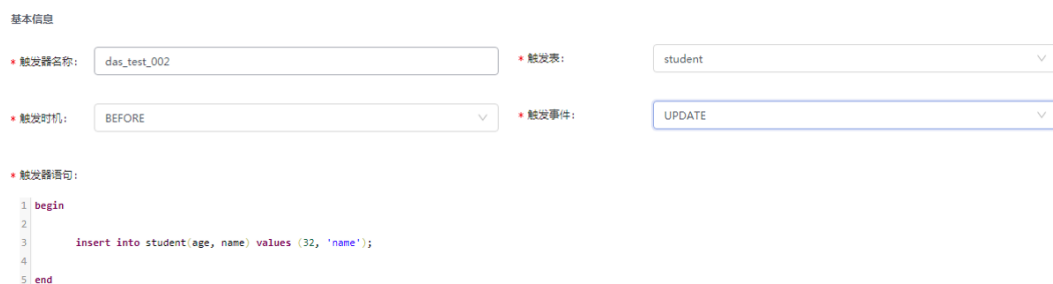 基本信息
* 触发器名称: das_test_002 * 触发表: student
* 触发时机: BEFORE * 触发事件: UPDATE
* 触发器语句:
1 begin
2
3 insert into student(age, name) values (32, 'name');
4
5 end